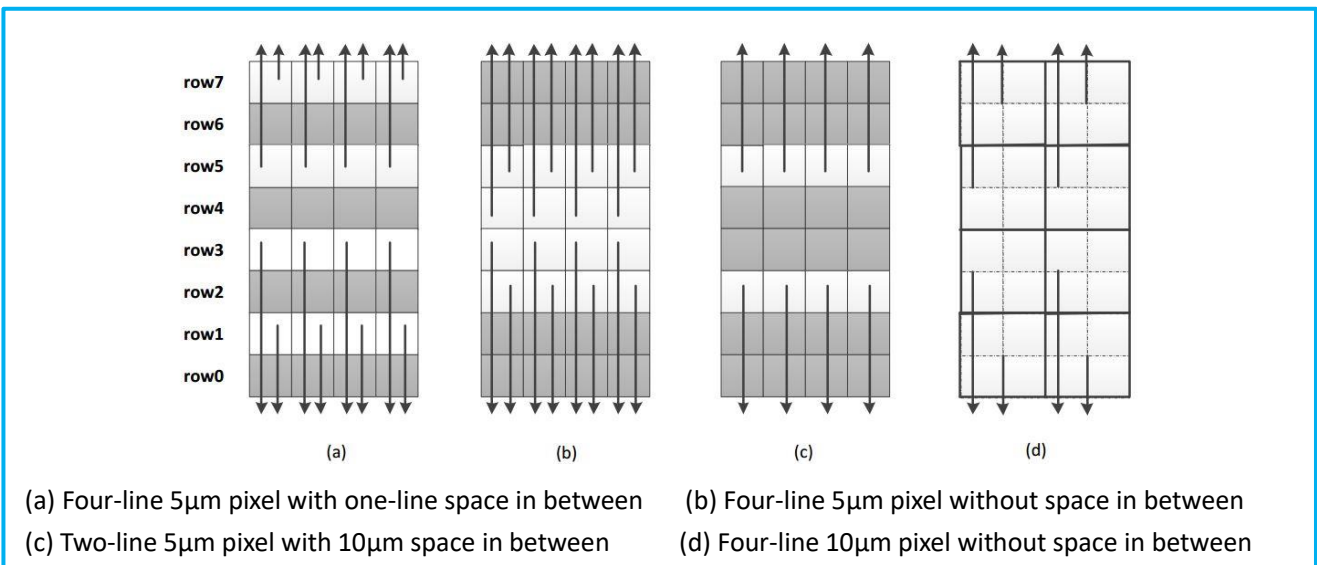 row7
row6
row5
row4
row3
row2
row1
row0
(a) (b) (c) (d)
(a) Four-line 5μm pixel with one-line space in between (b) Four-line 5μm pixel without space in between
(c) Two-line 5μm pixel with 10μm space in between (d) Four-line 10μm pixel without space in between